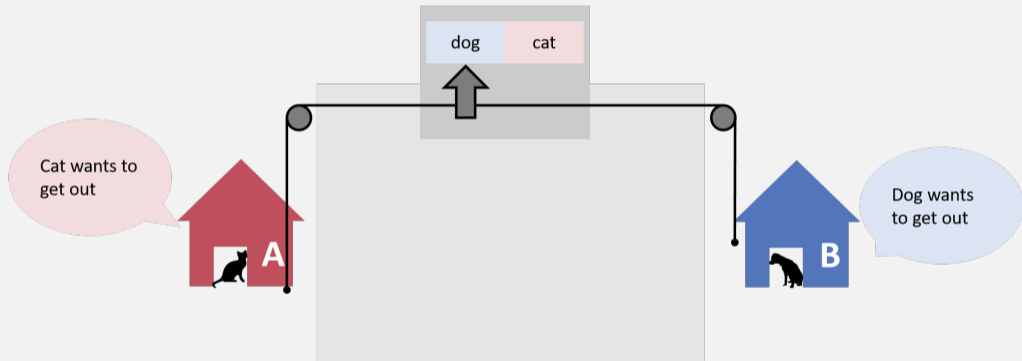 dog cat
Cat wants to
get out
Dog wants
to get out
A
B